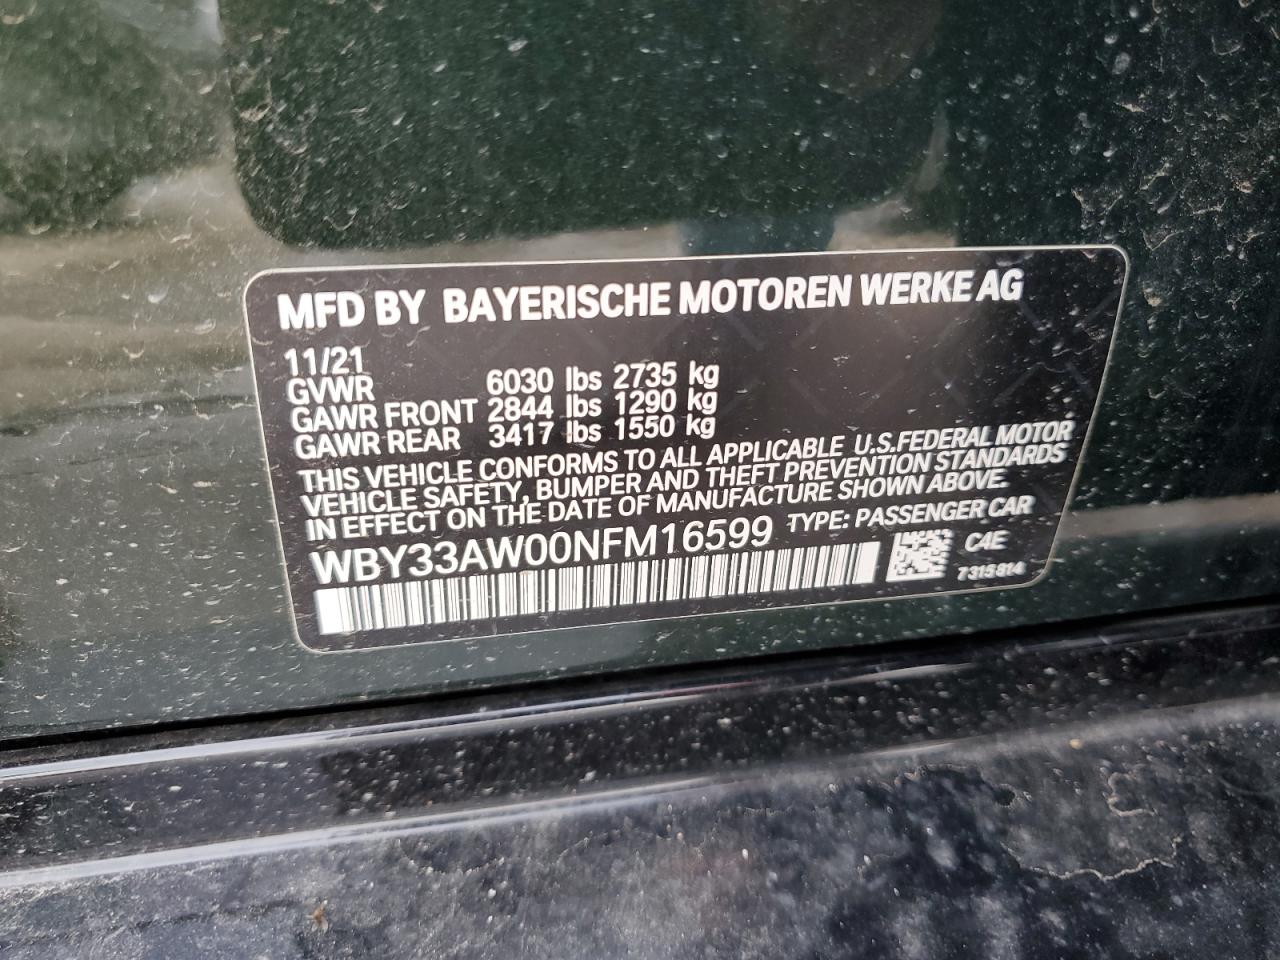 MFD BY BAYERISCHE MOTOREN WERKE AG
11/21
GVWR 6030 lbs 2735 kg
GAWR FRONT 2844 lbs 1290 kg
GAWR REAR 3417 lbs 1550 kg
THIS VEHICLE CONFORMS TO ALL APPLICABLE U.S.FEDERAL MOTOR
VEHICLE SAFETY, BUMPER AND THEFT PREVENTION STANDARDS
IN EFFECT ON THE DATE OF MANUFACTURE SHOWN ABOVE.
WBY33AW00NFM16599 TYPE: PASSENGER CAR
C4E
7315814